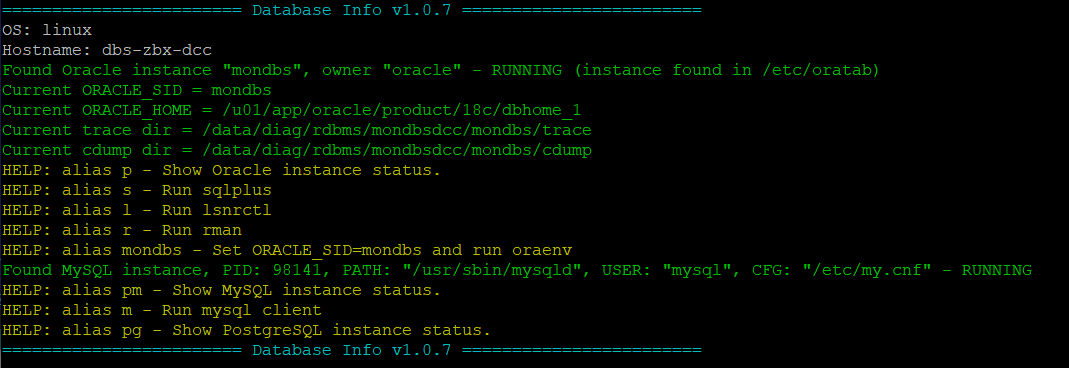 ======================== Database Info v1.0.7 ========================
OS: linux
Hostname: dbs-zbx-dcc
Found Oracle instance "mondbs", owner "oracle" - RUNNING (instance found in /etc/oratab)
Current ORACLE_SID = mondbs
Current ORACLE_HOME = /u01/app/oracle/product/18c/dbhome_1
Current trace dir = /data/diag/rdbms/mondbsdcc/mondbs/trace
Current cdump dir = /data/diag/rdbms/mondbsdcc/mondbs/cdump
HELP: alias p - Show Oracle instance status.
HELP: alias s - Run sqlplus
HELP: alias l - Run lsnrctl
HELP: alias r - Run rman
HELP: alias mondbs - Set ORACLE_SID=mondbs and run oraenv
Found MySQL instance, PID: 98141, PATH: "/usr/sbin/mysqld", USER: "mysql", CFG: "/etc/my.cnf" - RUNNING
HELP: alias pm - Show MySQL instance status.
HELP: alias m - Run mysql client
HELP: alias pg - Show PostgreSQL instance status.
======================== Database Info v1.0.7 ========================